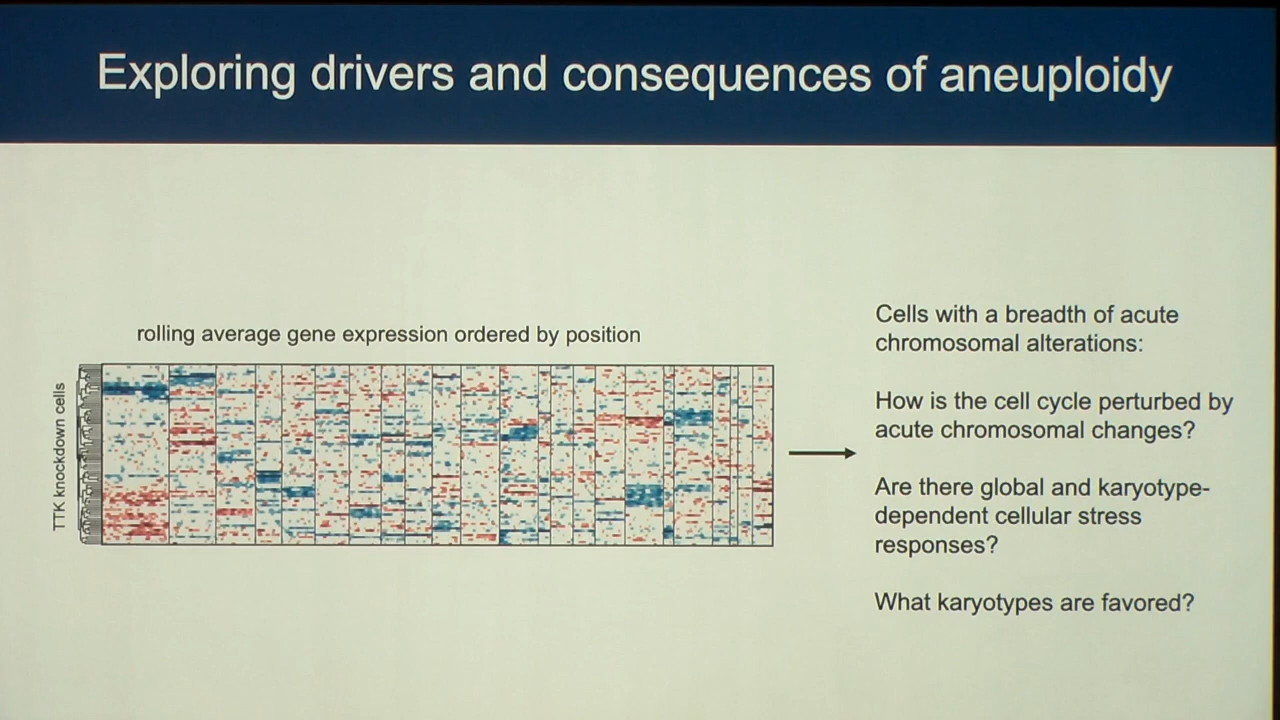 Exploring drivers and consequences of aneuploidy
rolling average gene expression ordered by position
TTK knockdown cells
Cells with a breadth of acute
chromosomal alterations:
How is the cell cycle perturbed by
acute chromosomal changes?
Are there global and karyotype-
dependent cellular stress
responses?
What karyotypes are favored?